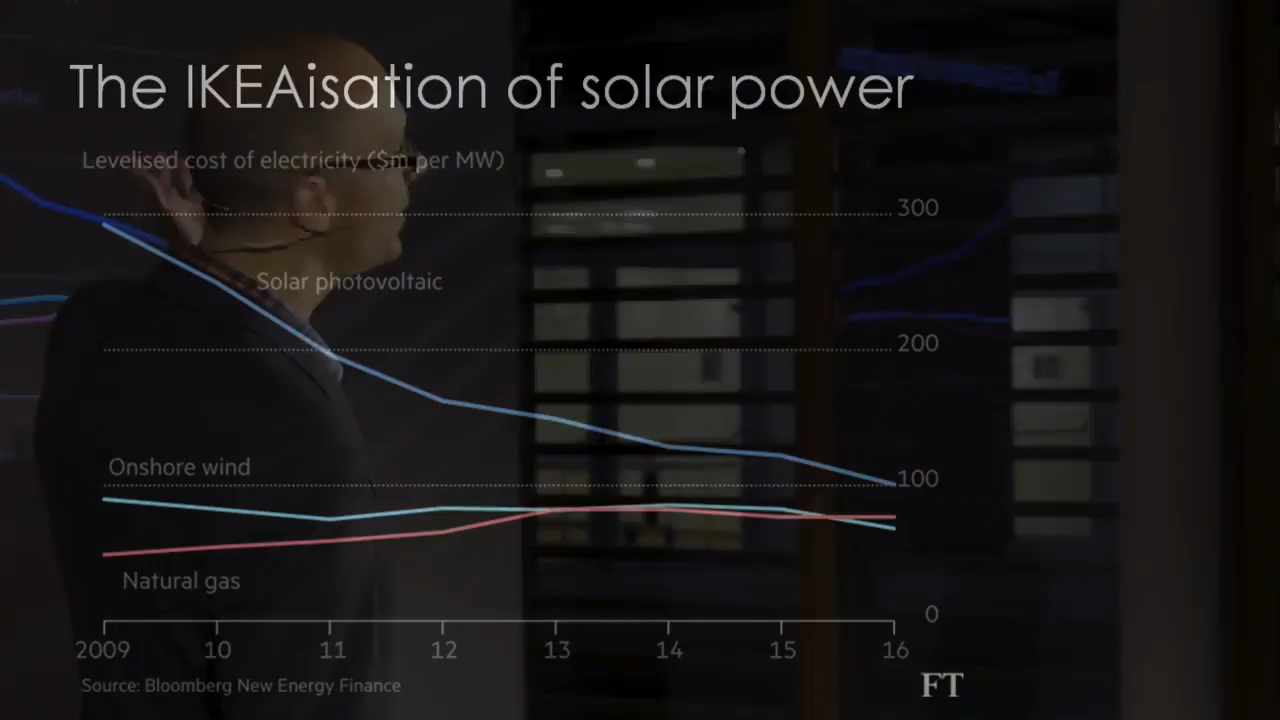 The IKEAisation of solar power
Levelised cost of electricity ($m per MW)
300
Solar photovoltaic
200
Onshore wind
100
Natural gas
0
2009 10 11 12 13 14 15 16
Source: Bloomberg New Energy Finance
FT